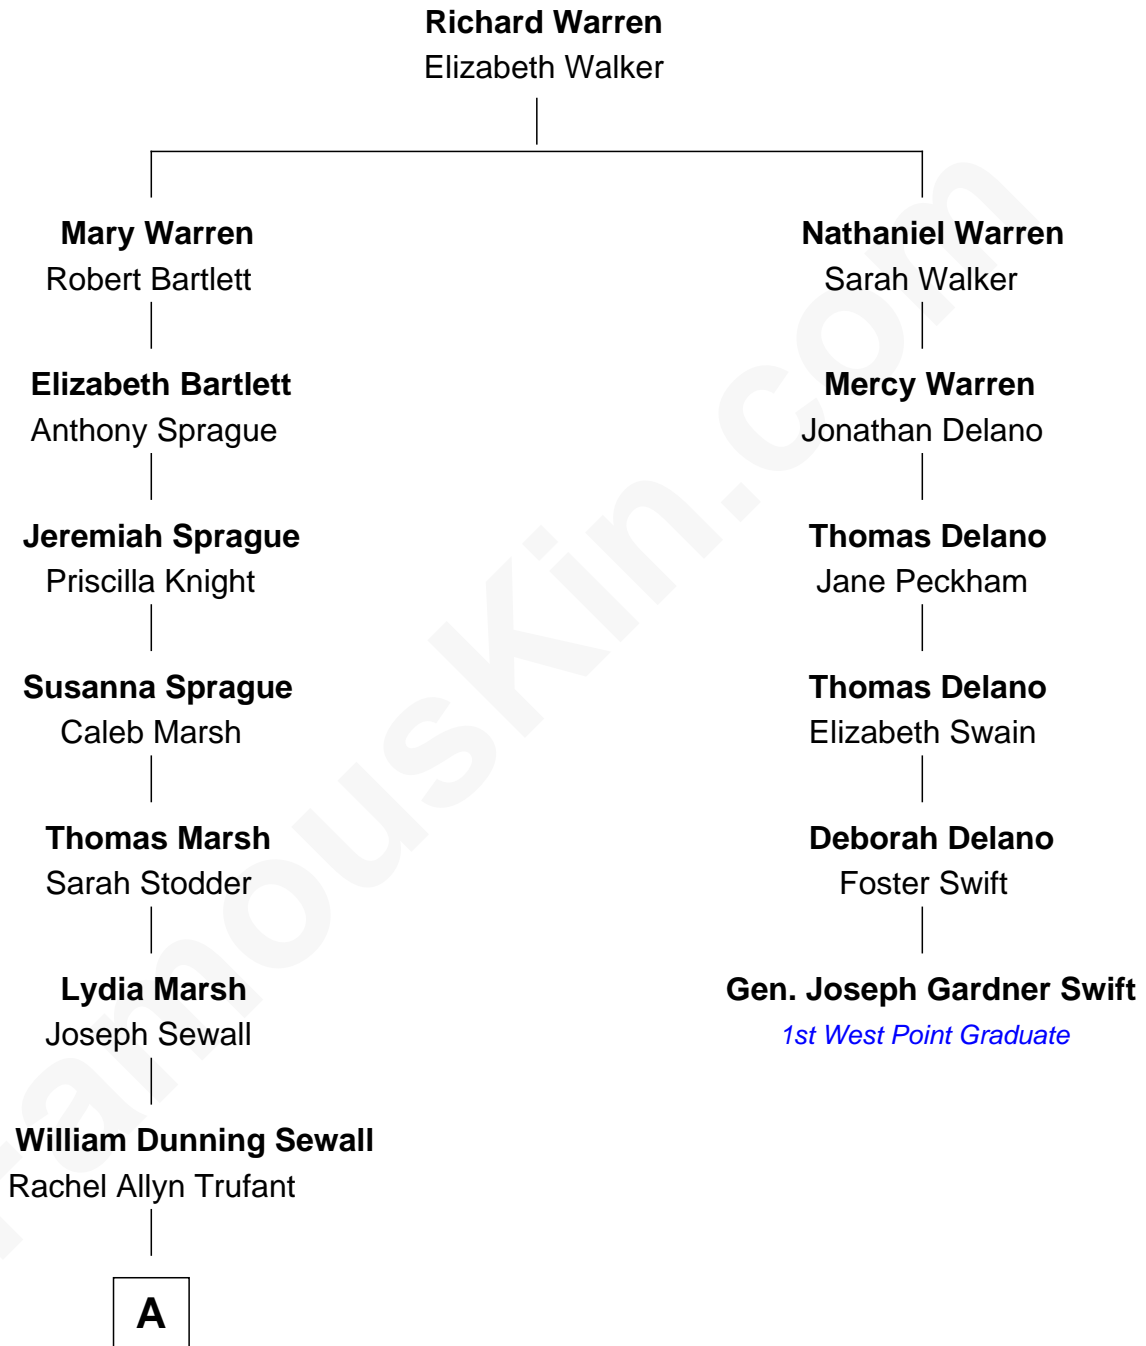 Richard Warren
Elizabeth Walker
Mary Warren
Robert Bartlett
Nathaniel Warren
Sarah Walker
Elizabeth Bartlett
Anthony Sprague
Mercy Warren
Jonathan Delano
Jeremiah Sprague
Priscilla Knight
Thomas Delano
Jane Peckham
Susanna Sprague
Caleb Marsh
Thomas Delano
Elizabeth Swain
Thomas Marsh
Sarah Stodder
Deborah Delano
Foster Swift
Lydia Marsh
Joseph Sewall
Gen. Joseph Gardner Swift
1st West Point Graduate
William Dunning Sewall
Rachel Allyn Trufant
A
FamousKin.com